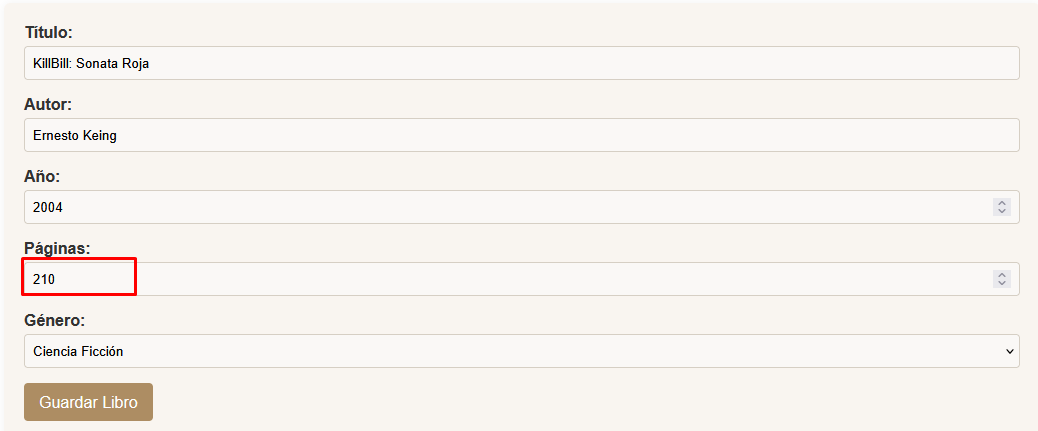 Título:
KillBill: Sonata Roja
Autor:
Ernesto Keing
Año:
2004
Páginas:
210
Género:
Ciencia Ficción
Guardar Libro